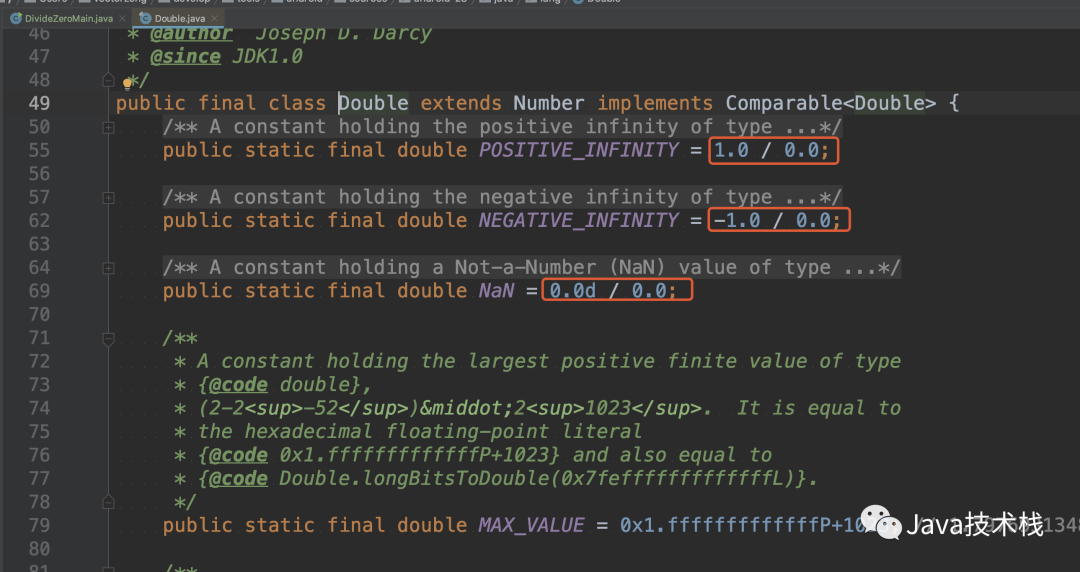 DivideZeroMain.java Double.java
46 * @author Joseph D. Darcy
47 * @since JDK1.0
48 */
49 public final class Double extends Number implements Comparable<Double> {
50 /** A constant holding the positive infinity of type ...*/
55 public static final double POSITIVE_INFINITY = 1.0 / 0.0;
56
57 /** A constant holding the negative infinity of type ...*/
62 public static final double NEGATIVE_INFINITY = -1.0 / 0.0;
63
64 /** A constant holding a Not-a-Number (NaN) value of type ...*/
69 public static final double NaN = 0.0d / 0.0;
70
71 /**
72 * A constant holding the largest positive finite value of type
73 * {@code double},
74 * (2-2<sup>-52</sup>)&middot;2<sup>1023</sup>. It is equal to
75 * the hexadecimal floating-point literal
76 * {@code 0x1.fffffffffffffP+1023} and also equal to
77 * {@code Double.longBitsToDouble(0x7fefffffffffffffL)}.
78 */
79 public static final double MAX_VALUE = 0x1.fffffffffffffP+10
Java技术栈
80
81 /**